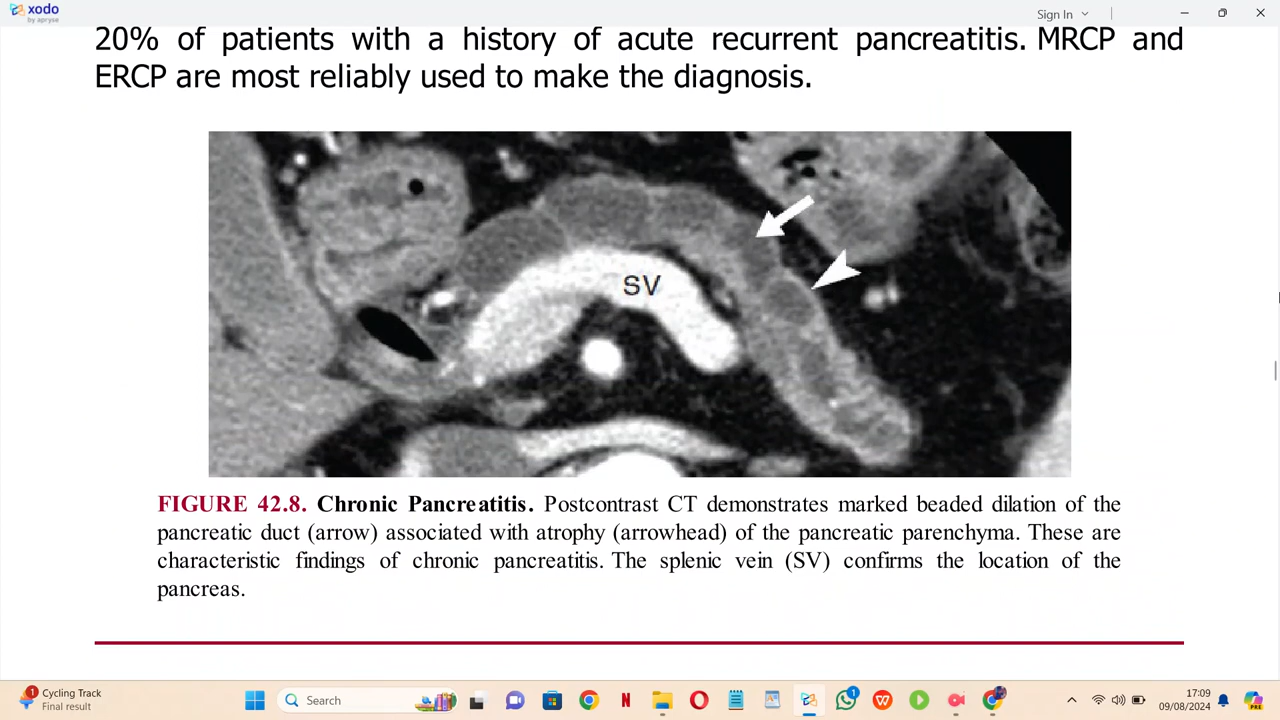 xodo
by apryse
Sign In
20% of patients with a history of acute recurrent pancreatitis. MRCP and
ERCP are most reliably used to make the diagnosis.
SV
FIGURE 42.8. Chronic Pancreatitis. Postcontrast CT demonstrates marked beaded dilation of the
pancreatic duct (arrow) associated with atrophy (arrowhead) of the pancreatic parenchyma. These are
characteristic findings of chronic pancreatitis. The splenic vein (SV) confirms the location of the
pancreas.
1
Cycling Track
Final result
Search
1
17:09
09/08/2024
PRE